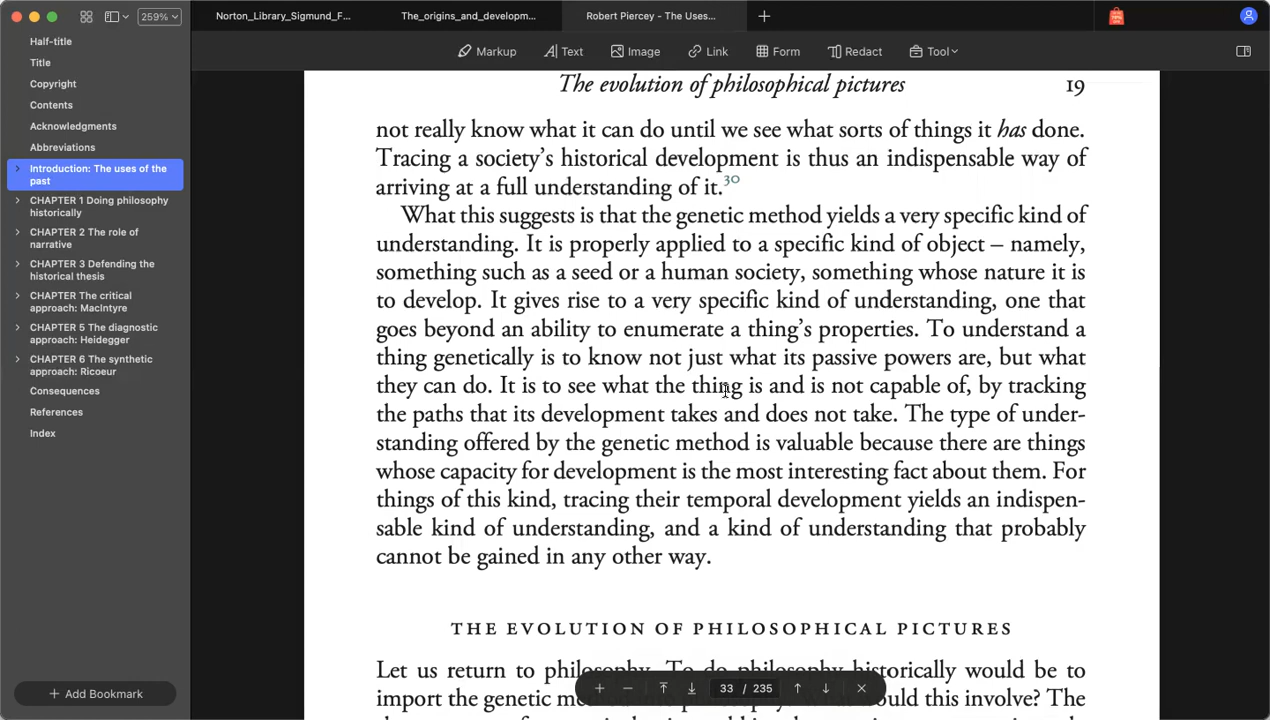 259%
Norton_Library_Sigmund_F...
The_origins_and_developm...
Robert Piercey - The Uses...
Markup
Text
Image
Link
Form
Redact
Tool
Half-title
Title
Copyright
Contents
Acknowledgments
Abbreviations
Introduction: The uses of the
past
CHAPTER 1 Doing philosophy
historically
CHAPTER 2 The role of
narrative
CHAPTER 3 Defending the
historical thesis
CHAPTER The critical
approach: MacIntyre
CHAPTER 5 The diagnostic
approach: Heidegger
CHAPTER 6 The synthetic
approach: Ricoeur
Consequences
References
Index
Add Bookmark
The evolution of philosophical pictures 19
not really know what it can do until we see what sorts of things it has done.
Tracing a society's historical development is thus an indispensable way of
arriving at a full understanding of it.30
What this suggests is that the genetic method yields a very specific kind of
understanding. It is properly applied to a specific kind of object – namely,
something such as a seed or a human society, something whose nature it is
to develop. It gives rise to a very specific kind of understanding, one that
goes beyond an ability to enumerate a thing's properties. To understand a
thing genetically is to know not just what its passive powers are, but what
they can do. It is to see what the thing is and is not capable of, by tracking
the paths that its development takes and does not take. The type of under-
standing offered by the genetic method is valuable because there are things
whose capacity for development is the most interesting fact about them. For
things of this kind, tracing their temporal development yields an indispen-
sable kind of understanding, and a kind of understanding that probably
cannot be gained in any other way.
THE EVOLUTION OF PHILOSOPHICAL PICTURES
Let us return to philosophy. To do philosophy historically would be to
import the genetic would this involve? The
33 / 235